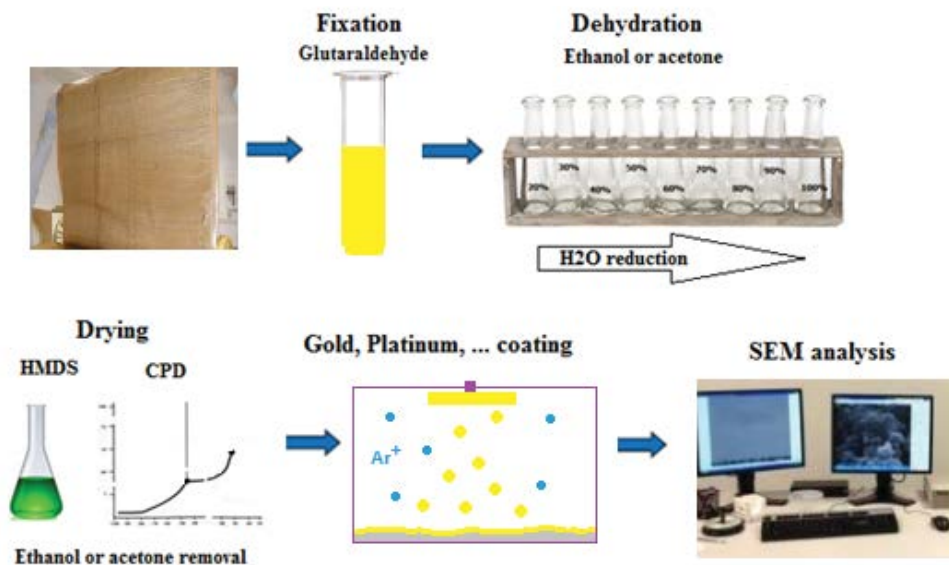 Fixation
Glutaraldehyde
Dehydration
Ethanol or acetone
20%
30%
40%
50%
60%
70%
80%
90%
100%
H2O reduction
Drying
HMDS
CPD
Ethanol or acetone removal
Gold, Platinum, ... coating
Ar+
SEM analysis